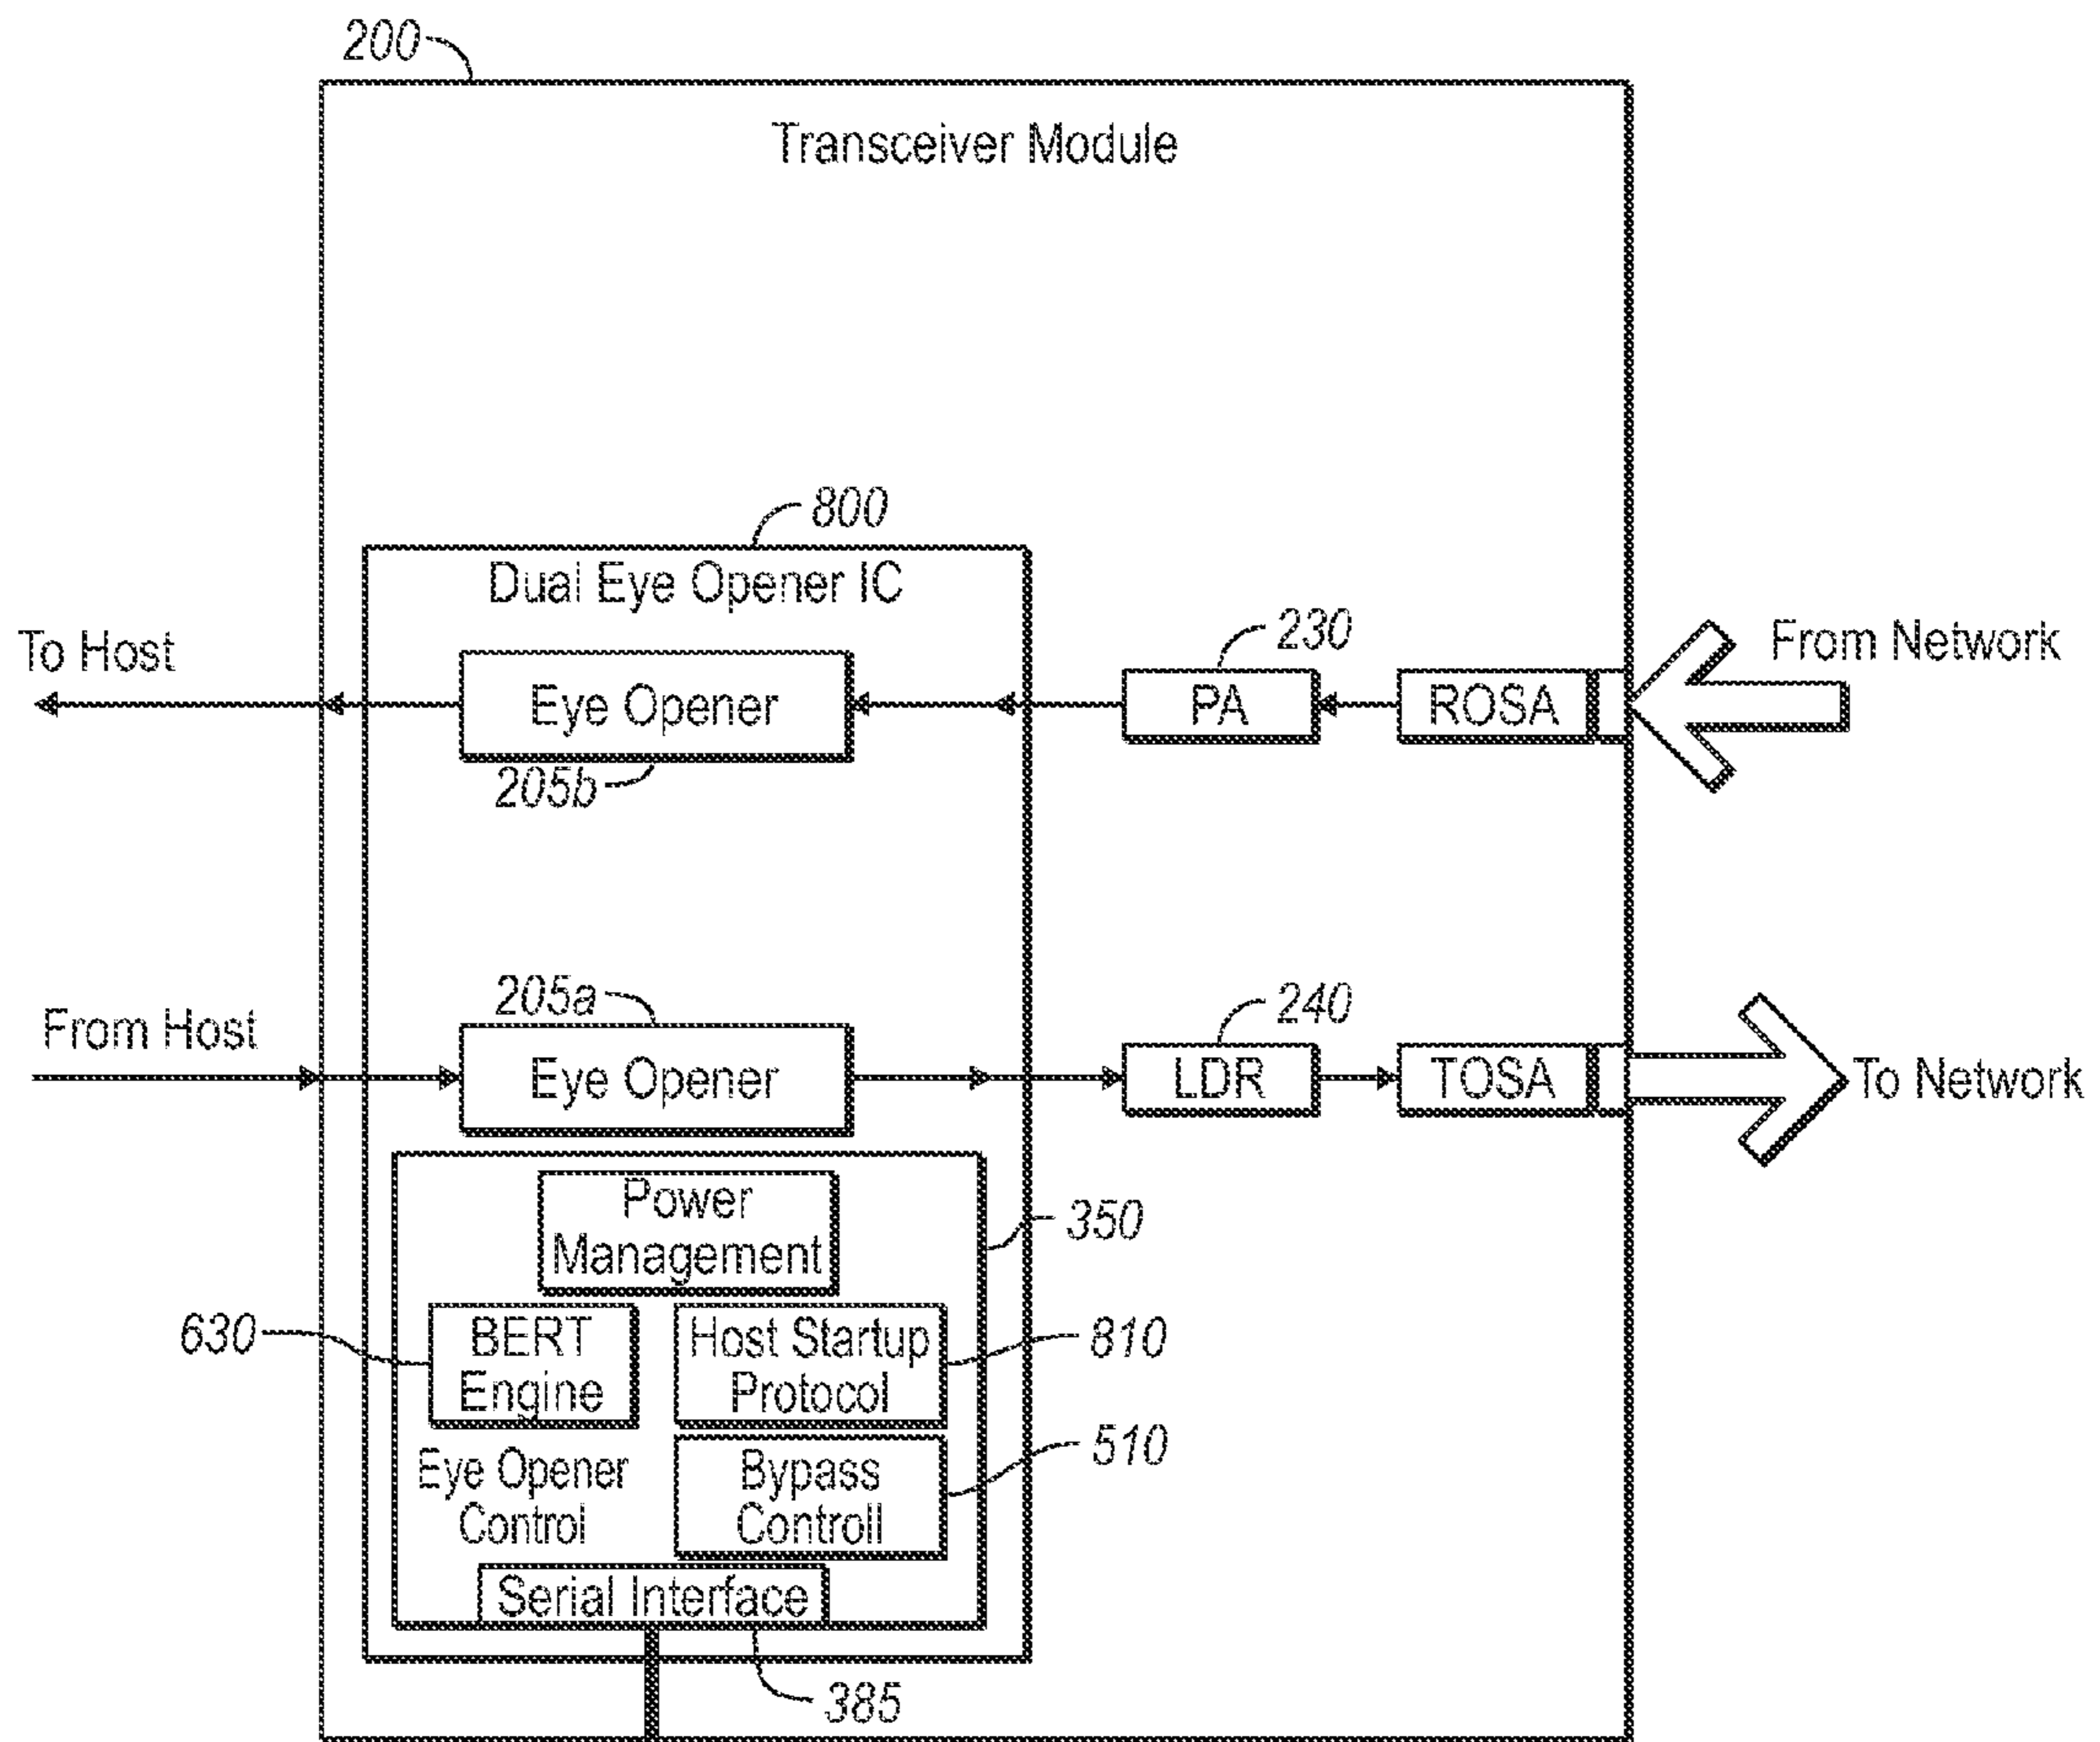 200
Transceiver Module
800
Dual Eye Opener IC
To Host
Eye Opener
205b
230
PA
ROSA
From Network
205a
From Host
Eye Opener
240
LDR
TOSA
To Network
Power
Management
350
630
BERT
Engine
Host Startup
Protocol
810
Eye Opener
Control
Bypass
Controll
510
Serial Interface
385